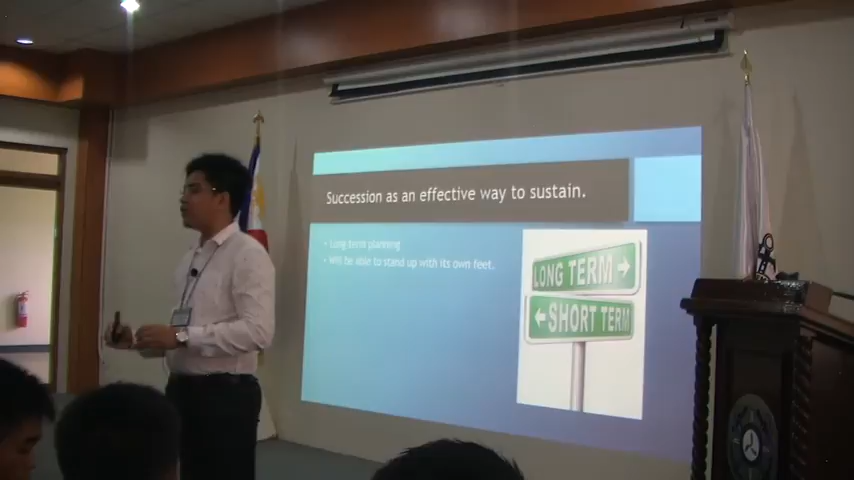 Succession as an effective way to sustain.
• Long term planning
• Will be able to stand up with its own feet.
LONG TERM →
← SHORT TERM